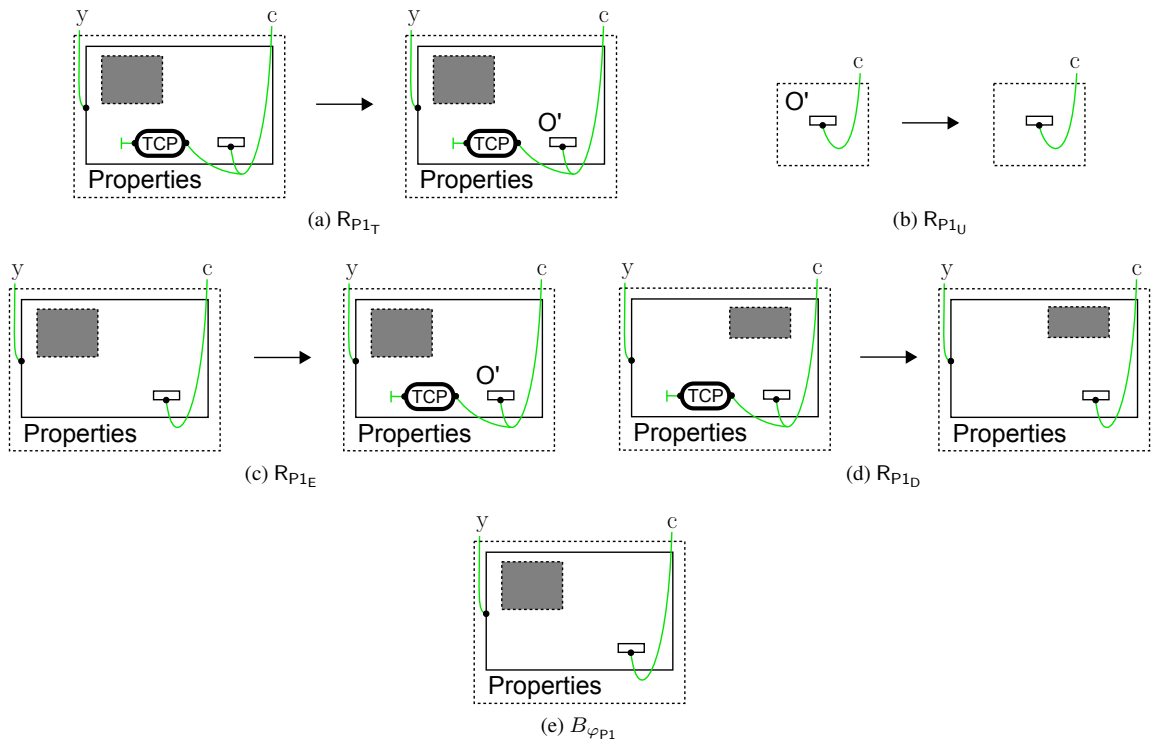 y c
TCP
Properties
O'
TCP
Properties
(a) R_{P1_T}
c
O'
(b) R_{P1_U}
y c
Properties
y c
O'
TCP
Properties
(c) R_{P1_E}
y c
TCP
Properties
y c
Properties
(d) R_{P1_D}
y c
Properties
(e) B_{φ_{P1}}